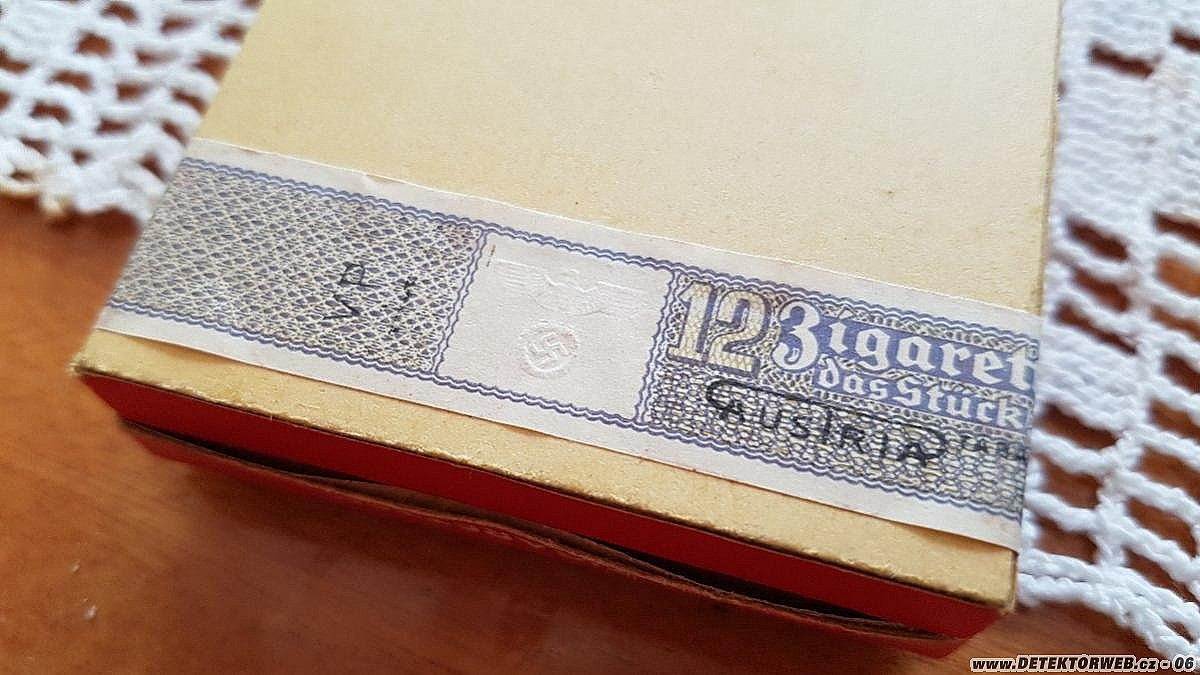 12 Zigaret
das Stück
AUSTRIA
www.DETEKTORWEB.cz - 06